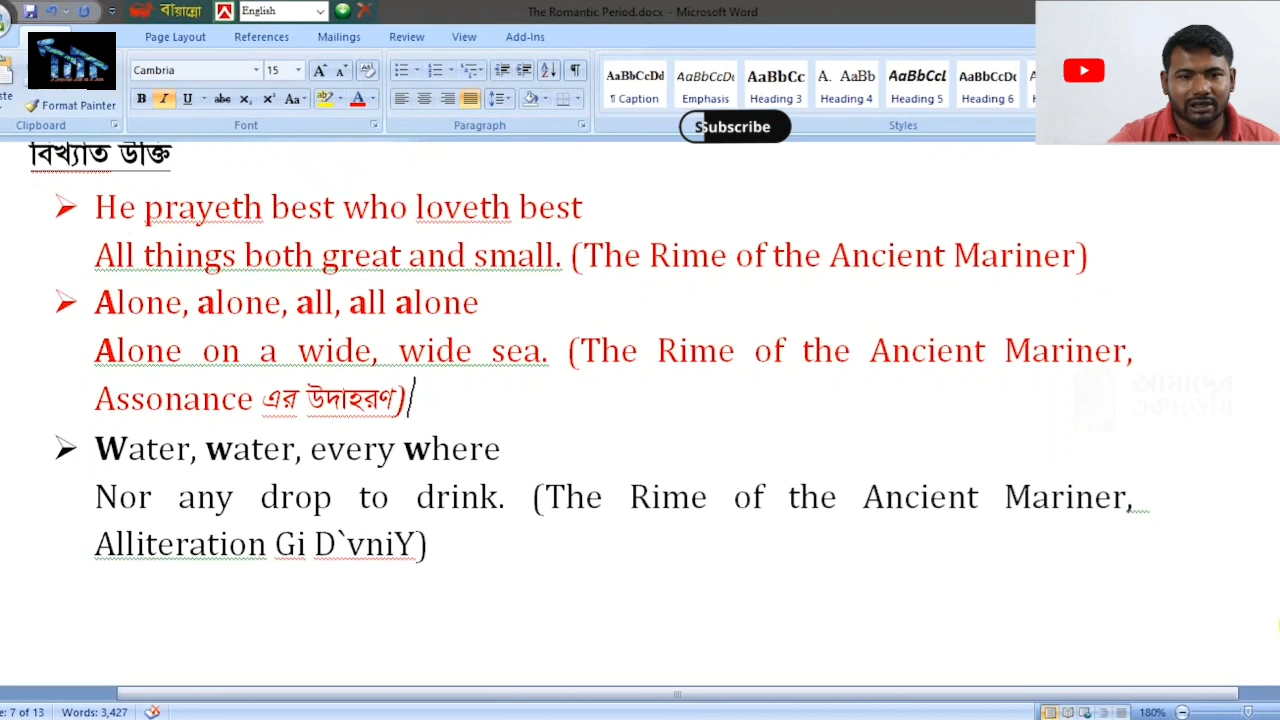 The Romantic Period.docx - Microsoft Word
বাঁয়ান্নো English
Page Layout References Mailings Review View Add-Ins
Cambria 15
AaBbCcDd AaBbCcDd AaBbCc A. AaBb AaBbCcL AaBbCcDd
Format Painter
¶ Caption Emphasis Heading 3 Heading 4 Heading 5 Heading 6
Clipboard Font Paragraph Styles
Subscribe
বিখ্যাত উক্তি
➢ He prayeth best who loveth best
All things both great and small. (The Rime of the Ancient Mariner)
➢ Alone, alone, all, all alone
Alone on a wide, wide sea. (The Rime of the Ancient Mariner,
Assonance এর উদাহরণ)
➢ Water, water, every where
Nor any drop to drink. (The Rime of the Ancient Mariner,
Alliteration Gi D`vniY)
আমাদের
একাডেমি
e: 7 of 13 Words: 3,427 180%